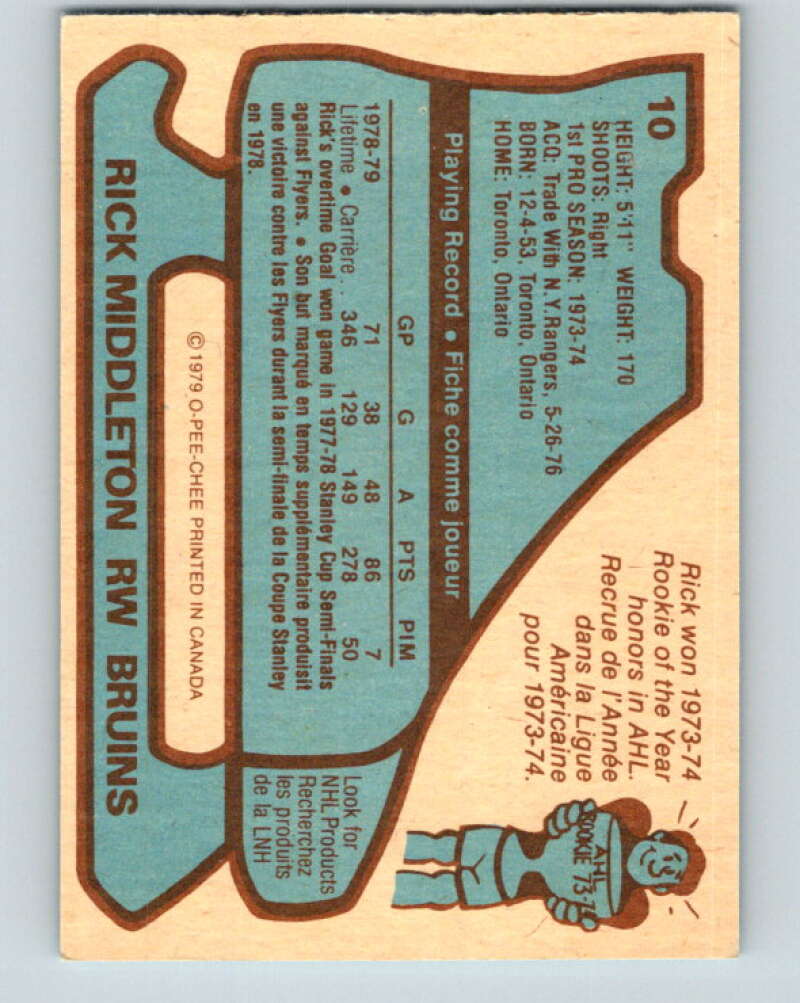 10
HEIGHT: 5'11" WEIGHT: 170
SHOOTS: Right
1st PRO SEASON: 1973-74
ACQ: Trade With N.Y.Rangers, 5-26-76
BORN: 12-4-53, Toronto, Ontario
HOME: Toronto, Ontario
Rick won 1973-74
Rookie of the Year
honors in AHL.
Recrue de l'Année
dans la Ligue
Américaine
pour 1973-74.
AHL
ROOKIE
73-74
Playing Record • Fiche comme joueur
GP G A PTS PIM
1978-79 71 38 48 86 7
Lifetime • Carrière... 346 129 149 278 50
Rick's overtime Goal won game in 1977-78 Stanley Cup Semi-Finals
against Flyers. • Son but marqué en temps supplémentaire produisit
une victoire contre les Flyers durant la semi-finale de la Coupe Stanley
en 1978.
Look for
NHL Products
Recherchez
les produits
de la LNH
© 1979 O-PEE-CHEE PRINTED IN CANADA
RICK MIDDLETON RW BRUINS